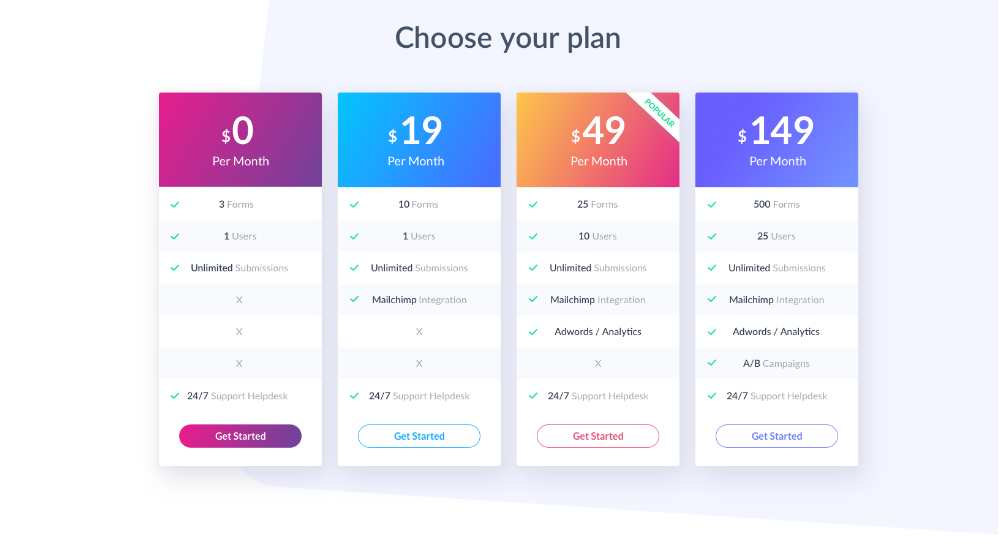 Choose your plan
$0
Per Month
3 Forms
1 Users
Unlimited Submissions
X
X
X
24/7 Support Helpdesk
Get Started
$19
Per Month
10 Forms
1 Users
Unlimited Submissions
Mailchimp Integration
X
X
24/7 Support Helpdesk
Get Started
POPULAR
$49
Per Month
25 Forms
10 Users
Unlimited Submissions
Mailchimp Integration
Adwords / Analytics
X
24/7 Support Helpdesk
Get Started
$149
Per Month
500 Forms
25 Users
Unlimited Submissions
Mailchimp Integration
Adwords / Analytics
A/B Campaigns
24/7 Support Helpdesk
Get Started